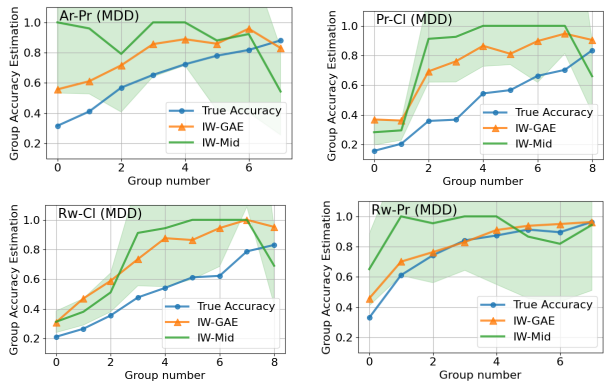 Ar-Pr (MDD)
Group Accuracy Estimation
1.0
0.8
0.6
0.4
0.2
True Accuracy
IW-GAE
IW-Mid
0 2 4 6
Group number
Pr-Cl (MDD)
Group Accuracy Estimation
1.0
0.8
0.6
0.4
0.2
True Accuracy
IW-GAE
IW-Mid
0 2 4 6 8
Group number
Rw-Cl (MDD)
Group Accuracy Estimation
1.0
0.8
0.6
0.4
0.2
True Accuracy
IW-GAE
IW-Mid
0 2 4 6 8
Group number
Rw-Pr (MDD)
Group Accuracy Estimation
1.0
0.8
0.6
0.4
0.2
True Accuracy
IW-GAE
IW-Mid
0 2 4 6
Group number